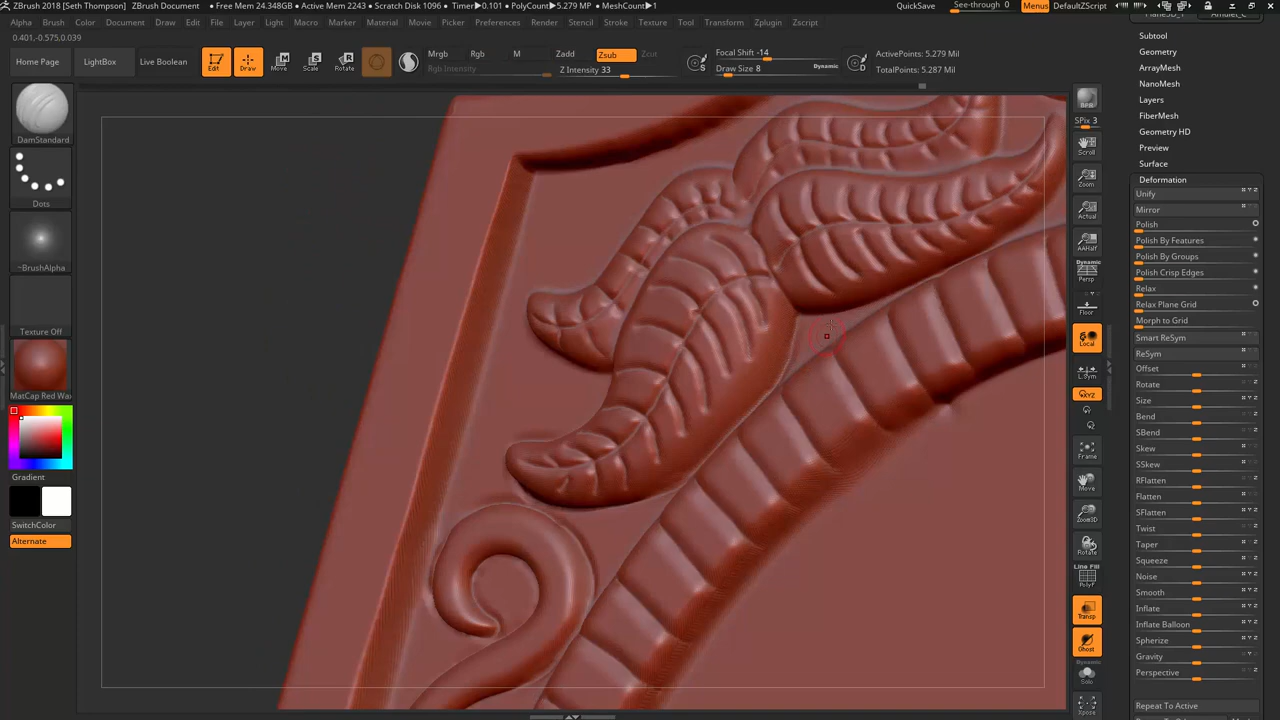 ZBrush 2018 [Seth Thompson]   ZBrush Document   • Free Mem 24.348GB • Active Mem 2243 • Scratch Disk 1096 • Timer▸0.101 • PolyCount▸5.279 MP • MeshCount▸1
QuickSave See-through 0 Menus DefaultZScript
Alpha Brush Color Document Draw Edit File Layer Light Macro Marker Material Movie Picker Preferences Render Stencil Stroke Texture Tool Transform Zplugin Zscript
0.401,-0.575,0.039
Home Page LightBox Live Boolean Edit Draw Move Scale Rotate
Mrgb Rgb M Zadd Zsub Zcut
Rgb Intensity Z Intensity 33
Focal Shift -14
Draw Size 8 Dynamic
ActivePoints: 5.279 Mil
TotalPoints: 5.287 Mil
DamStandard
Dots
~BrushAlpha
Texture Off
MatCap Red Wax
Gradient
SwitchColor
Alternate
BPR
SPix 3
Scroll
Zoom
Actual
AAHalf
Dynamic
Persp
Floor
Local
L.Sym
XYZ
Frame
Move
Zoom3D
Rotate
Line Fill
PolyF
Transp
Ghost
Dynamic
Solo
Xpose
Subtool
Geometry
ArrayMesh
NanoMesh
Layers
FiberMesh
Geometry HD
Preview
Surface
Deformation
Unify
Mirror
Polish
Polish By Features
Polish By Groups
Polish Crisp Edges
Relax
Relax Plane Grid
Morph to Grid
Smart ReSym
ReSym
Offset
Rotate
Size
Bend
SBend
Skew
SSkew
RFlatten
Flatten
SFlatten
Twist
Taper
Squeeze
Noise
Smooth
Inflate
Inflate Balloon
Spherize
Gravity
Perspective
Repeat To Active